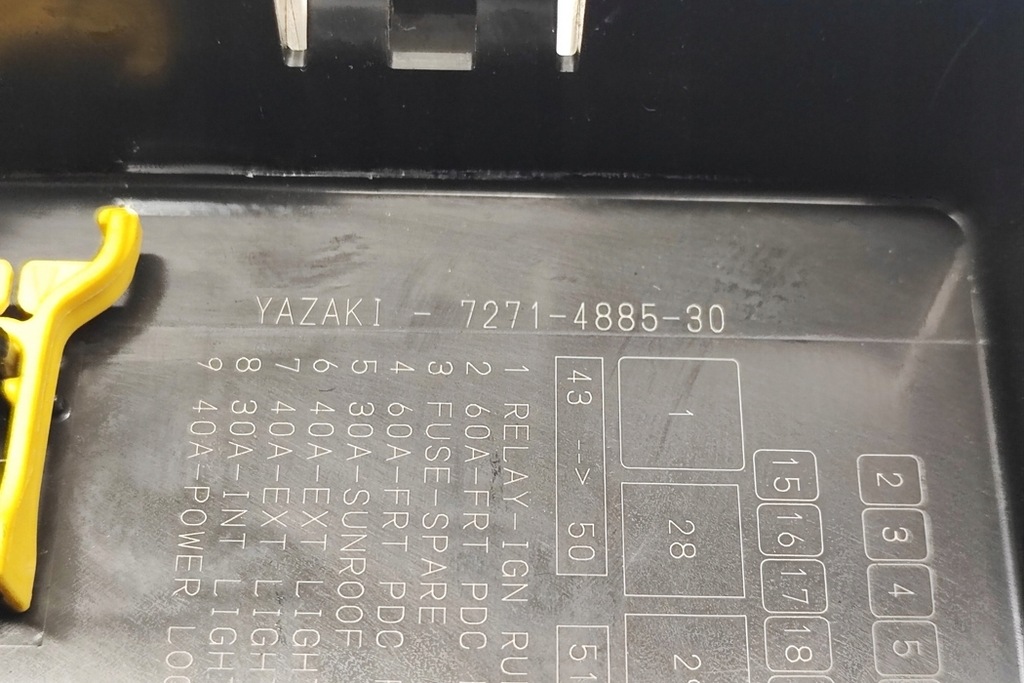 YAZAKI - 7271-4885-30
1 RELAY-IGN
2 60A-FRT PDC
3 FUSE-SPARE
4 60A-FRT PDC
5 30A-SUNROOF
6 40A-EXT
7 40A-EXT
8 30A-INT
9 40A-POWER
43 --> 50
51
1
28
15
16
17
18
2
3
4
5